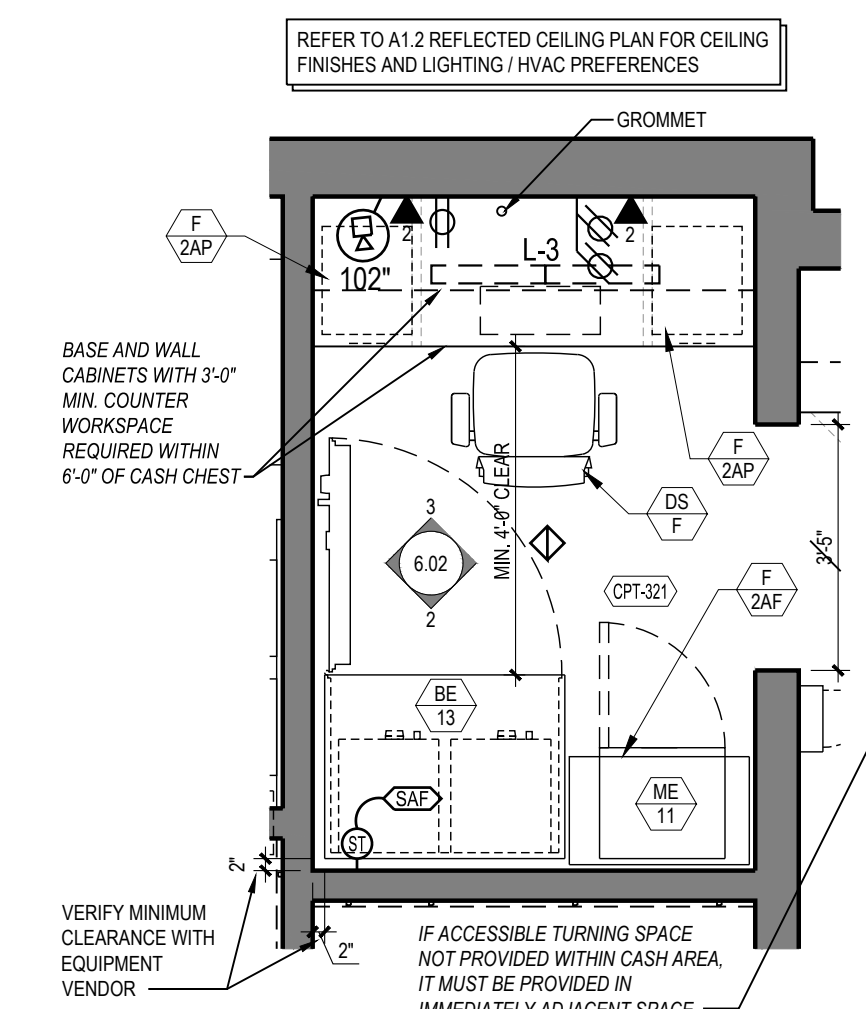 REFER TO A1.2 REFLECTED CEILING PLAN FOR CEILING
FINISHES AND LIGHTING / HVAC PREFERENCES
GROMMET
F
2AP
2
2
L-3
102"
BASE AND WALL
CABINETS WITH 3'-0"
MIN. COUNTER
WORKSPACE
REQUIRED WITHIN
6'-0" OF CASH CHEST
MIN. 4'-0" CLEAR
F
2AP
DS
F
3
6.02
2
CPT-321
F
2AF
3'-5"
BE
13
SAF
ST
ME
11
2"
VERIFY MINIMUM
CLEARANCE WITH
EQUIPMENT
VENDOR
2"
IF ACCESSIBLE TURNING SPACE
NOT PROVIDED WITHIN CASH AREA,
IT MUST BE PROVIDED IN
IMMEDIATELY ADJACENT SPACE